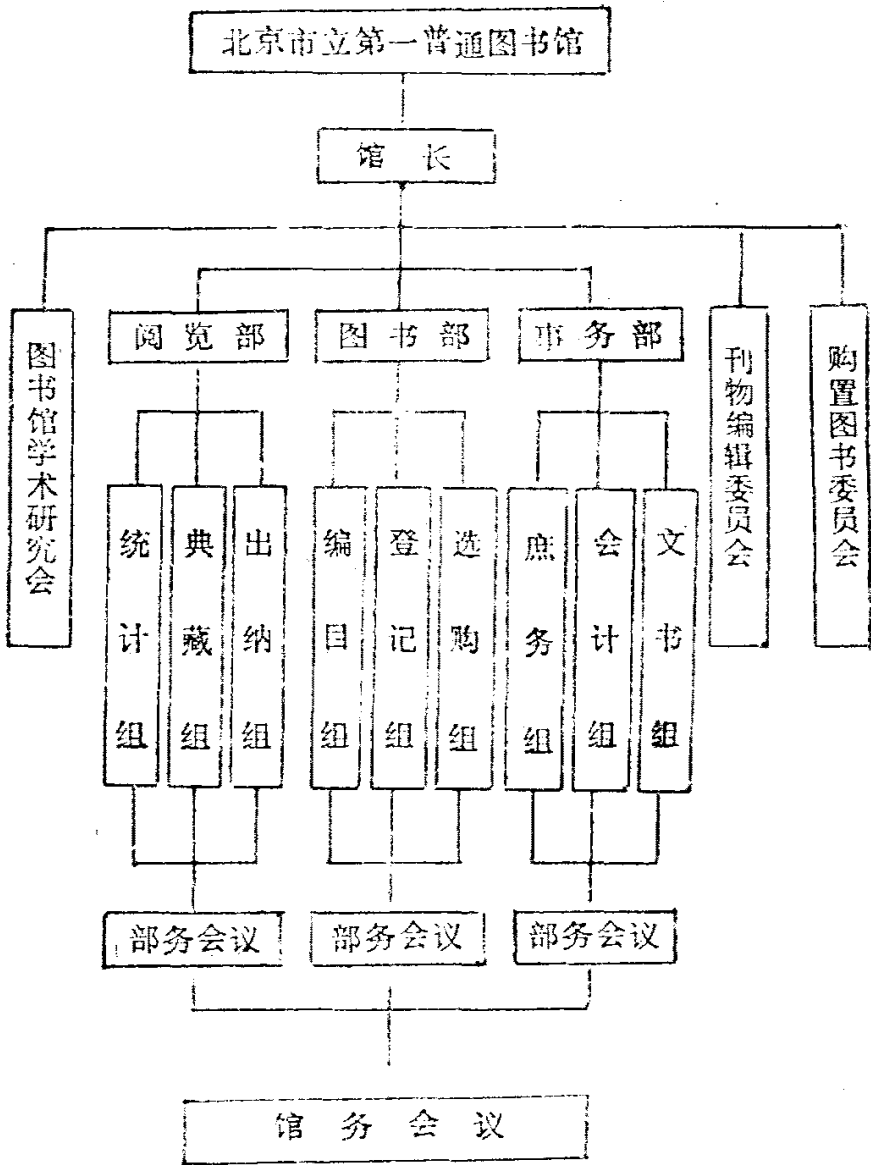 北京市立第一普通图书馆
馆长
阅览部
图书部
事务部
图书馆学术研究会
刊物编辑委员会
购置图书委员会
统计组
典藏组
出纳组
编目组
登记组
选购组
庶务组
会计组
文书组
部务会议
部务会议
部务会议
馆务会议